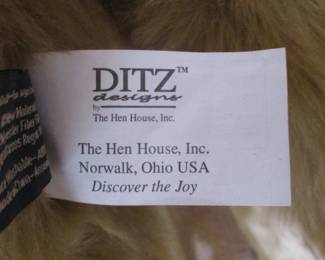 DITZ™
designs
by
The Hen House, Inc.
The Hen House, Inc.
Norwalk, Ohio USA
Discover the Joy